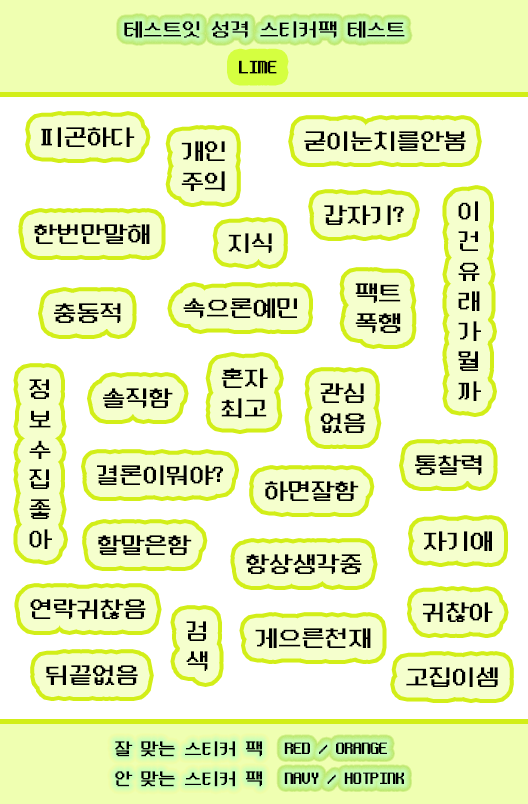 테스트잇 성격 스티커팩 테스트
LIME
피곤하다
개인
주의
굳이눈치를안봄
한번만말해
지식
갑자기?
이
건
유
래
가
뭘
까
충동적
속으론예민
팩트
폭행
정
보
수
집
좋
아
솔직함
혼자
최고
관심
없음
결론이뭐야?
하면잘함
통찰력
할말은함
항상생각중
자기애
연락귀찮음
검
색
게으른천재
귀찮아
뒤끝없음
고집이셈
잘 맞는 스티커 팩 RED / ORANGE
안 맞는 스티커 팩 NAVY / HOTPINK